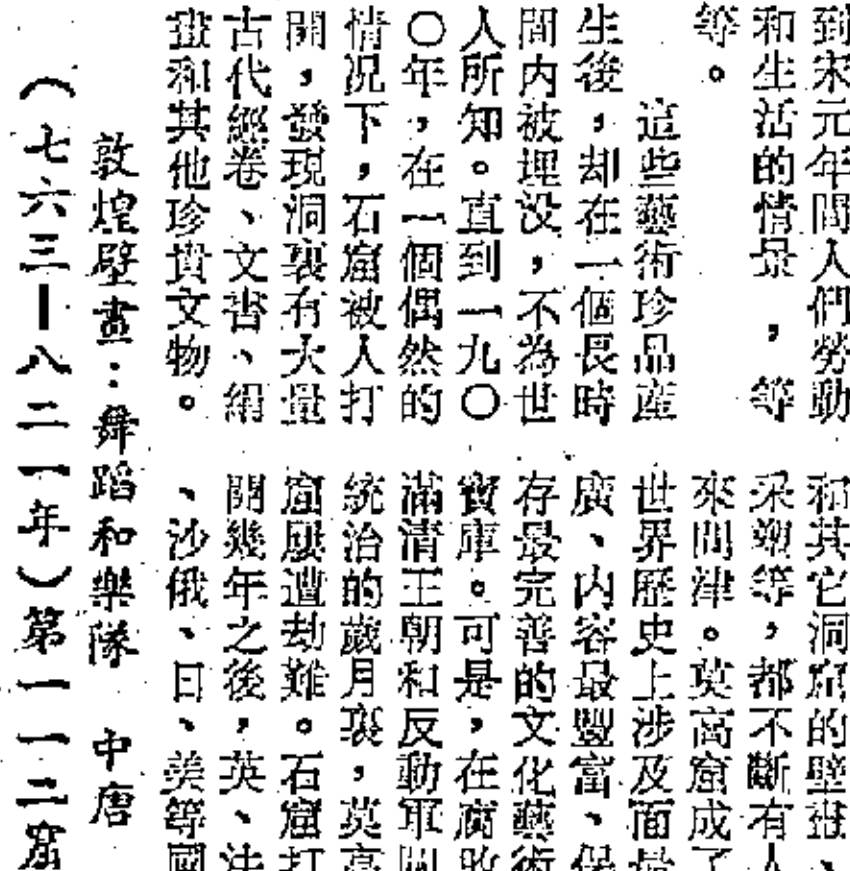 到宋元年間人們勞動
和生活的情景，等
等。
這些藝術珍品產
生後，却在一個長時
間内被埋没，不為世
人所知。直到一九〇
〇年，在一個偶然的
情况下，石窟被人打
開，發現洞裏有大量
古代經卷、文書、絹
畫和其他珍貴文物。
和其它洞窟的壁畫、
采塑等，都不斷有人
來問津。莫高窟成了
世界歷史上涉及面最
廣、内容最豐富、保
存最完善的文化藝術
寳庫。可是，在腐敗
滿清王朝和反動軍閥
統治的歲月裏，莫高
窟屢遭劫難。石窟打
開幾年之後，英、法
、沙俄、日、美等國
敦煌壁畫：舞蹈和樂隊 中唐
（七六三—八二一年）第一一二窟